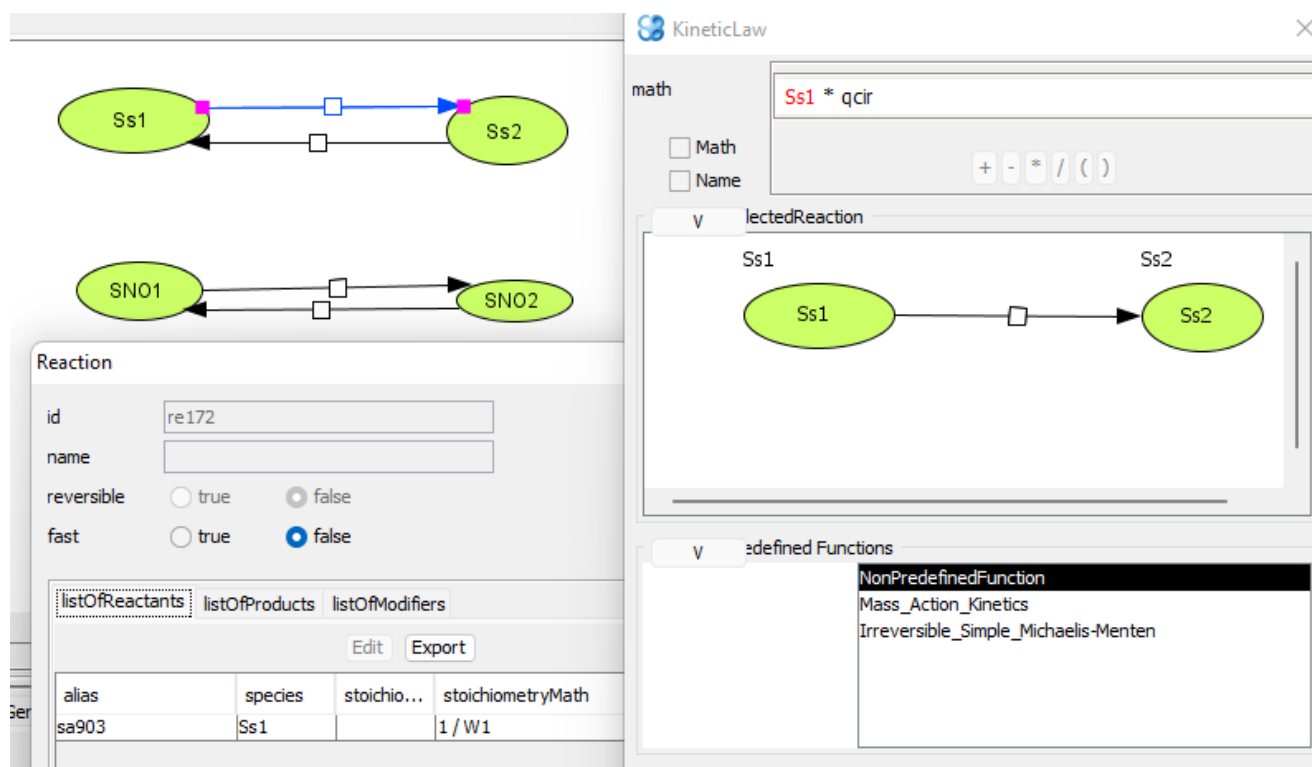 KineticLaw
math
Ss1 * qcir
Math
Name
+ - * / ( )
Ss1
Ss2
SNO1
SNO2
V lectedReaction
Ss1 Ss2
Ss1 Ss2
Reaction
id re172
name
reversible true false
fast true false
listOfReactants listOfProducts listOfModifiers
Edit Export
alias species stoichio... stoichiometryMath
sa903 Ss1 1 / W1
V edefined Functions
NonPredefinedFunction
Mass_Action_Kinetics
Irreversible_Simple_Michaelis-Menten